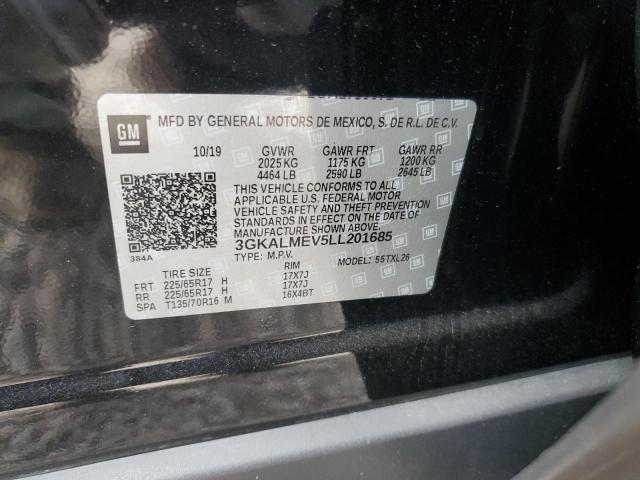 GM
MFD BY GENERAL MOTORS DE MEXICO, S. DE R.L. DE C.V.
10/19 GVWR GAWR FRT GAWR RR
2025 KG 1175 KG 1200 KG
4464 LB 2590 LB 2645 LB
THIS VEHICLE CONFORMS TO ALL
APPLICABLE U.S. FEDERAL MOTOR
VEHICLE SAFETY AND THEFT PREVENTION
STANDARDS IN EFFECT ON THE DATE OF
MANUFACTURE SHOWN ABOVE.
3GKALMEV5LL201685
384A TYPE: M.P.V. MODEL: 55TXL26
TIRE SIZE RIM
FRT 225/65R17 H 17X7J
RR 225/65R17 H 17X7J
SPA T135/70R16 M 16X4BT